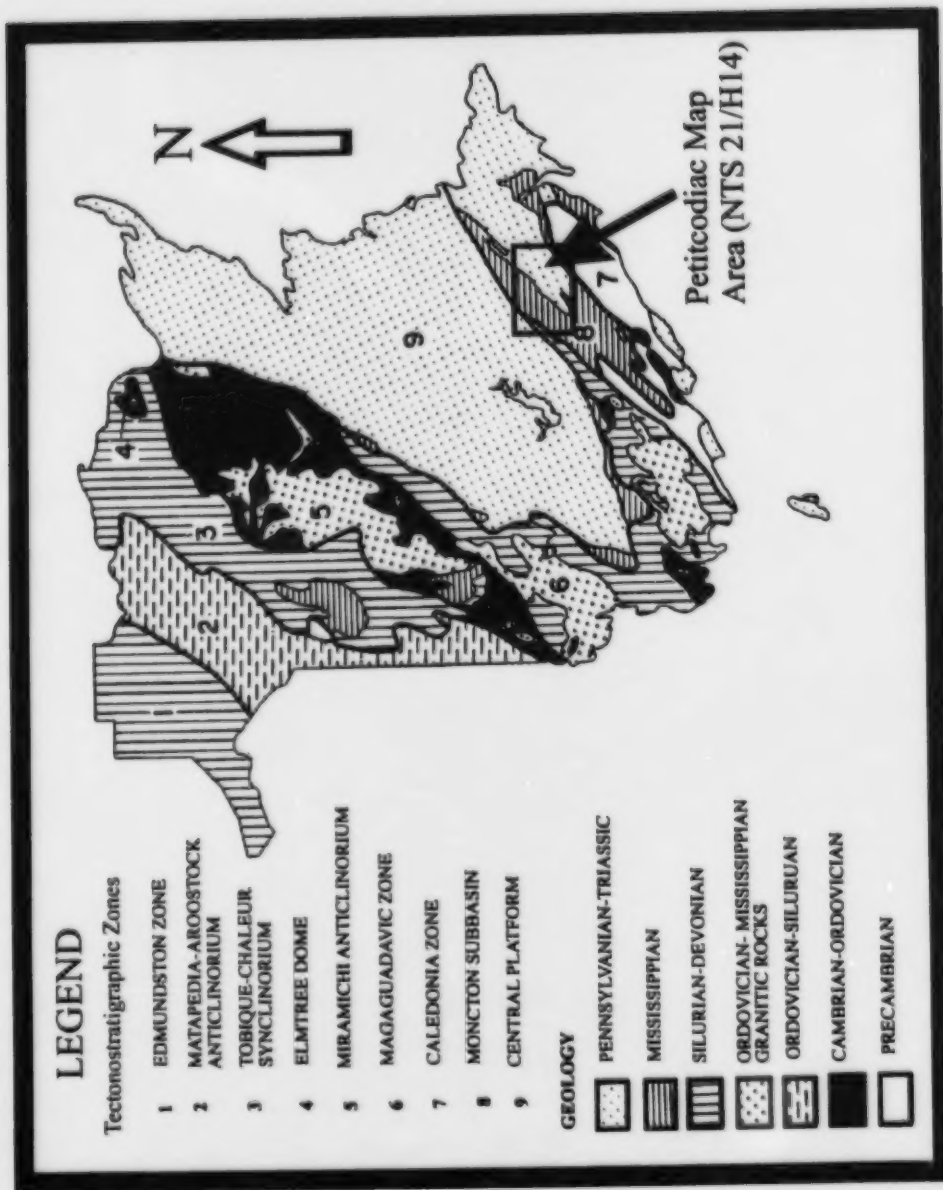 LEGEND
Tectonostratigraphic Zones
1 EDMUNDSTON ZONE
2 MATAPEDIA-AROOSTOCK
ANTICLINORIUM
3 TOBIQUE-CHALEUR
SYNCLINORIUM
4 ELMTREE DOME
5 MIRAMICHI ANTICLINORIUM
6 MAGAGUADAVIC ZONE
7 CALEDONIA ZONE
8 MONCTON SUBBASIN
9 CENTRAL PLATFORM
GEOLOGY
PENNSYLVANIAN-TRIASSIC
MISSISSIPPIAN
SILURIAN-DEVONIAN
ORDOVICIAN- MISSISSIPPIAN
GRANITIC ROCKS
ORDOVICIAN-SILURUAN
CAMBRIAN-ORDOVICIAN
PRECAMBRIAN
N
1
2
3
4
5
6
9
8
7
Petitcodiac Map
Area (NTS 21/H14)